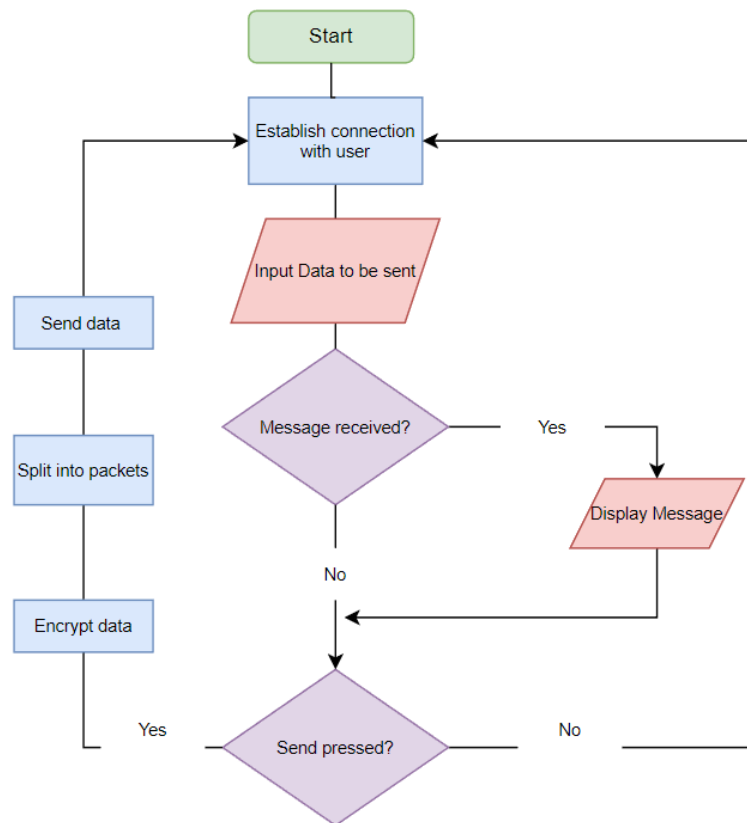 Start
Establish connection
with user
Input Data to be sent
Send data
Message received?
Yes
Split into packets
Display Message
No
Encrypt data
Yes
Send pressed?
No